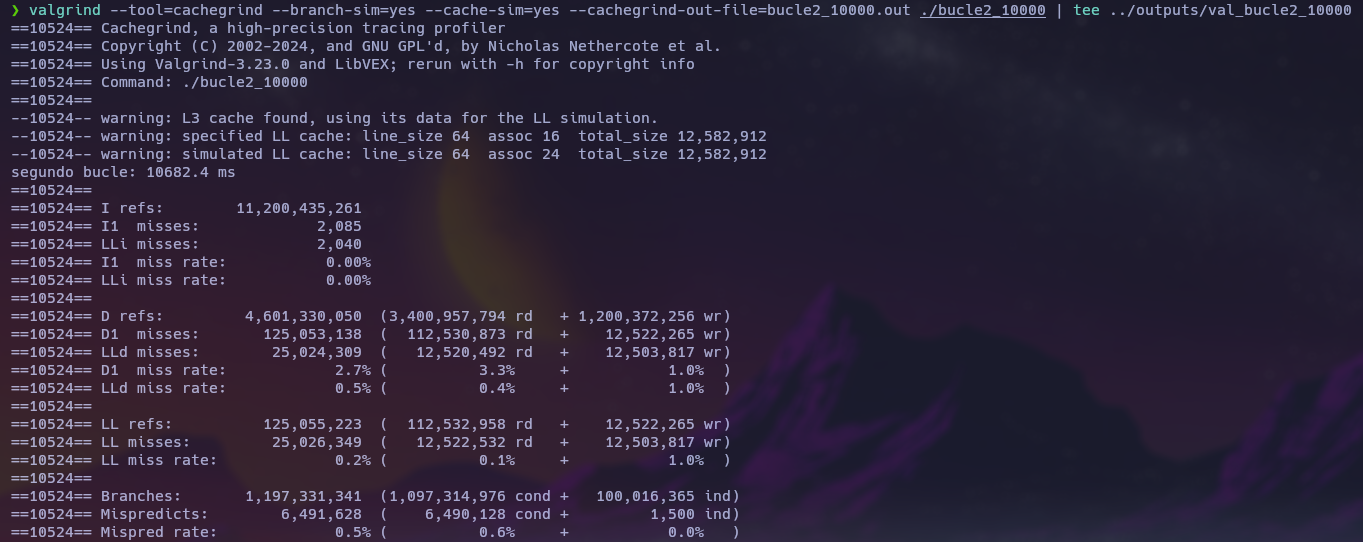 ❯ valgrind --tool=cachegrind --branch-sim=yes --cache-sim=yes --cachegrind-out-file=bucle2_10000.out ./bucle2_10000 | tee ../outputs/val_bucle2_10000
==10524== Cachegrind, a high-precision tracing profiler
==10524== Copyright (C) 2002-2024, and GNU GPL'd, by Nicholas Nethercote et al.
==10524== Using Valgrind-3.23.0 and LibVEX; rerun with -h for copyright info
==10524== Command: ./bucle2_10000
==10524==
--10524-- warning: L3 cache found, using its data for the LL simulation.
--10524-- warning: specified LL cache: line_size 64  assoc 16  total_size 12,582,912
--10524-- warning: simulated LL cache: line_size 64  assoc 24  total_size 12,582,912
segundo bucle: 10682.4 ms
==10524==
==10524== I refs:        11,200,435,261
==10524== I1  misses:             2,085
==10524== LLi misses:             2,040
==10524== I1  miss rate:           0.00%
==10524== LLi miss rate:           0.00%
==10524==
==10524== D refs:         4,601,330,050  (3,400,957,794 rd   + 1,200,372,256 wr)
==10524== D1  misses:       125,053,138  (  112,530,873 rd   +    12,522,265 wr)
==10524== LLd misses:        25,024,309  (   12,520,492 rd   +    12,503,817 wr)
==10524== D1  miss rate:            2.7% (          3.3%     +           1.0%  )
==10524== LLd miss rate:            0.5% (          0.4%     +           1.0%  )
==10524==
==10524== LL refs:          125,055,223  (  112,532,958 rd   +    12,522,265 wr)
==10524== LL misses:         25,026,349  (   12,522,532 rd   +    12,503,817 wr)
==10524== LL miss rate:             0.2% (          0.1%     +           1.0%  )
==10524==
==10524== Branches:       1,197,331,341  (1,097,314,976 cond +   100,016,365 ind)
==10524== Mispredicts:        6,491,628  (    6,490,128 cond +         1,500 ind)
==10524== Mispred rate:             0.5% (          0.6%     +           0.0%   )